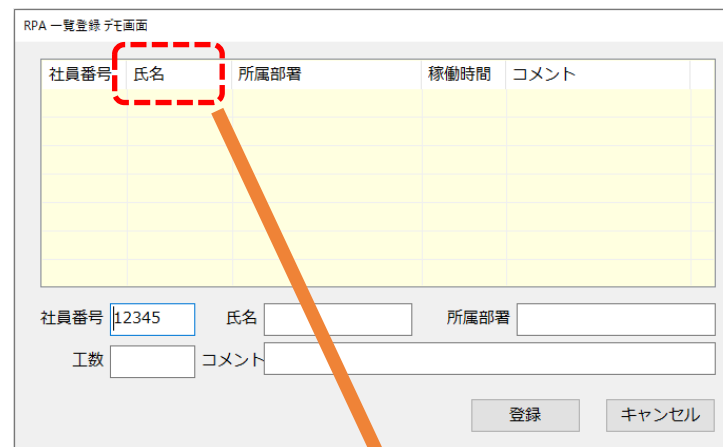 RPA 一覧登録 デモ画面
社員番号 氏名 所属部署 稼働時間 コメント
社員番号 12345 氏名 所属部署
工数 コメント
登録 キャンセル